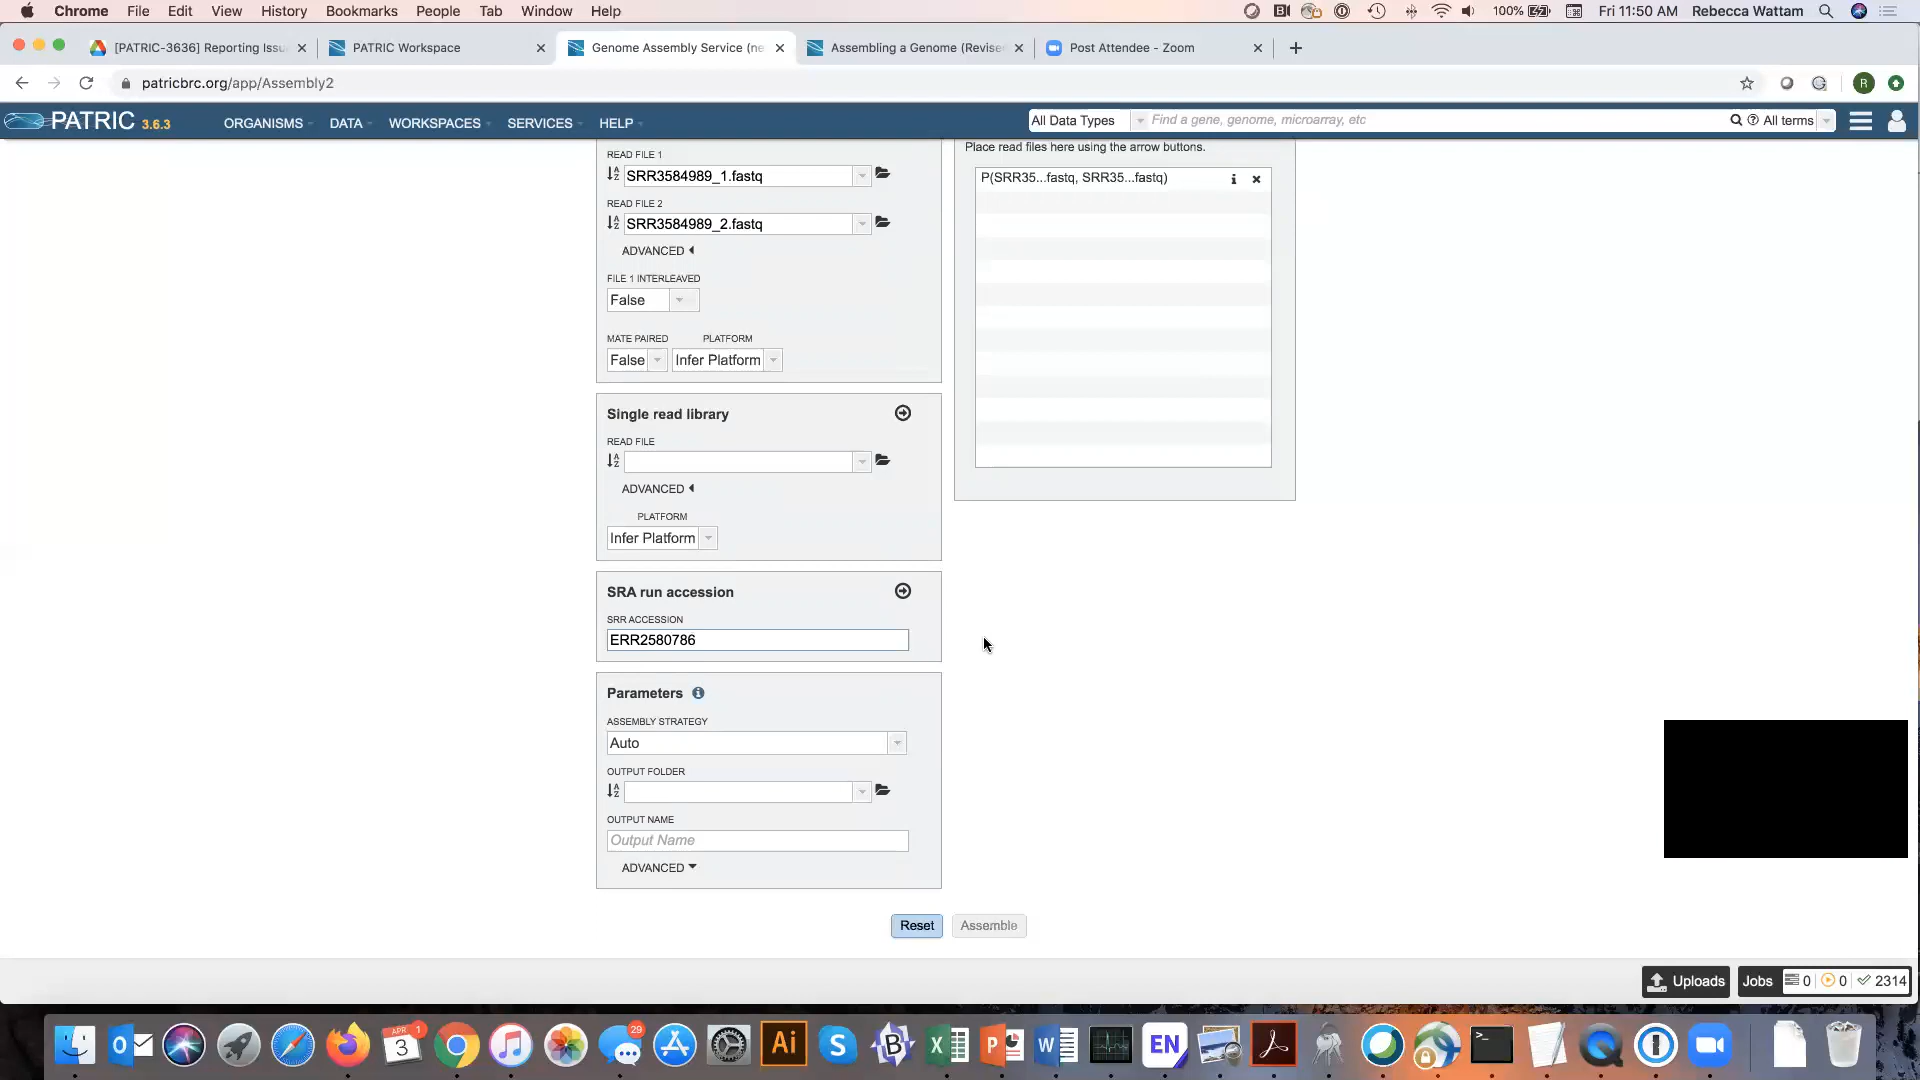 Chrome File Edit View History Bookmarks People Tab Window Help 100% Fri 11:50 AM Rebecca Wattam
[PATRIC-3636] Reporting Issu PATRIC Workspace Genome Assembly Service (ne Assembling a Genome (Revise Post Attendee - Zoom
patricbrc.org/app/Assembly2 R
PATRIC 3.6.3 ORGANISMS DATA WORKSPACES SERVICES HELP All Data Types Find a gene, genome, microarray, etc All terms
Place read files here using the arrow buttons.
READ FILE 1
SRR3584989_1.fastq
P(SRR35...fastq, SRR35...fastq)
READ FILE 2
SRR3584989_2.fastq
ADVANCED
FILE 1 INTERLEAVED
False
MATE PAIRED PLATFORM
False Infer Platform
Single read library
READ FILE
ADVANCED
PLATFORM
Infer Platform
SRA run accession
SRR ACCESSION
ERR2580786
Parameters
ASSEMBLY STRATEGY
Auto
OUTPUT FOLDER
OUTPUT NAME
Output Name
ADVANCED
Reset Assemble
Uploads Jobs 0 0 2314
APR 1 29
3 Ai EN